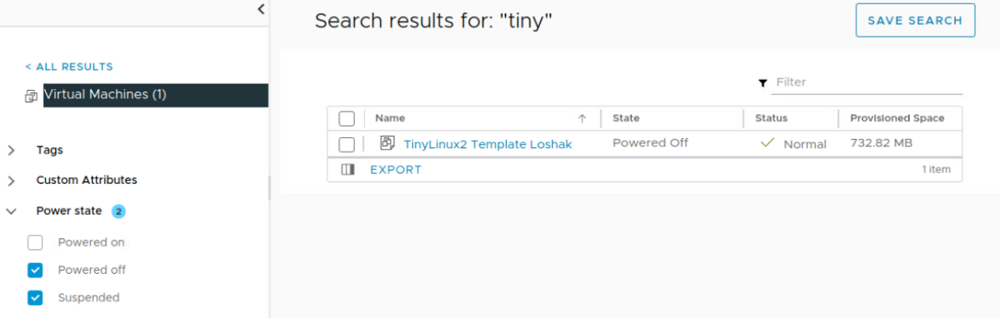 Search results for: "tiny"
SAVE SEARCH
< ALL RESULTS
Virtual Machines (1)
Tags
Custom Attributes
Power state 2
Powered on
Powered off
Suspended
Filter
Name State Status Provisioned Space
TinyLinux2 Template Loshak Powered Off Normal 732.82 MB
EXPORT 1 item